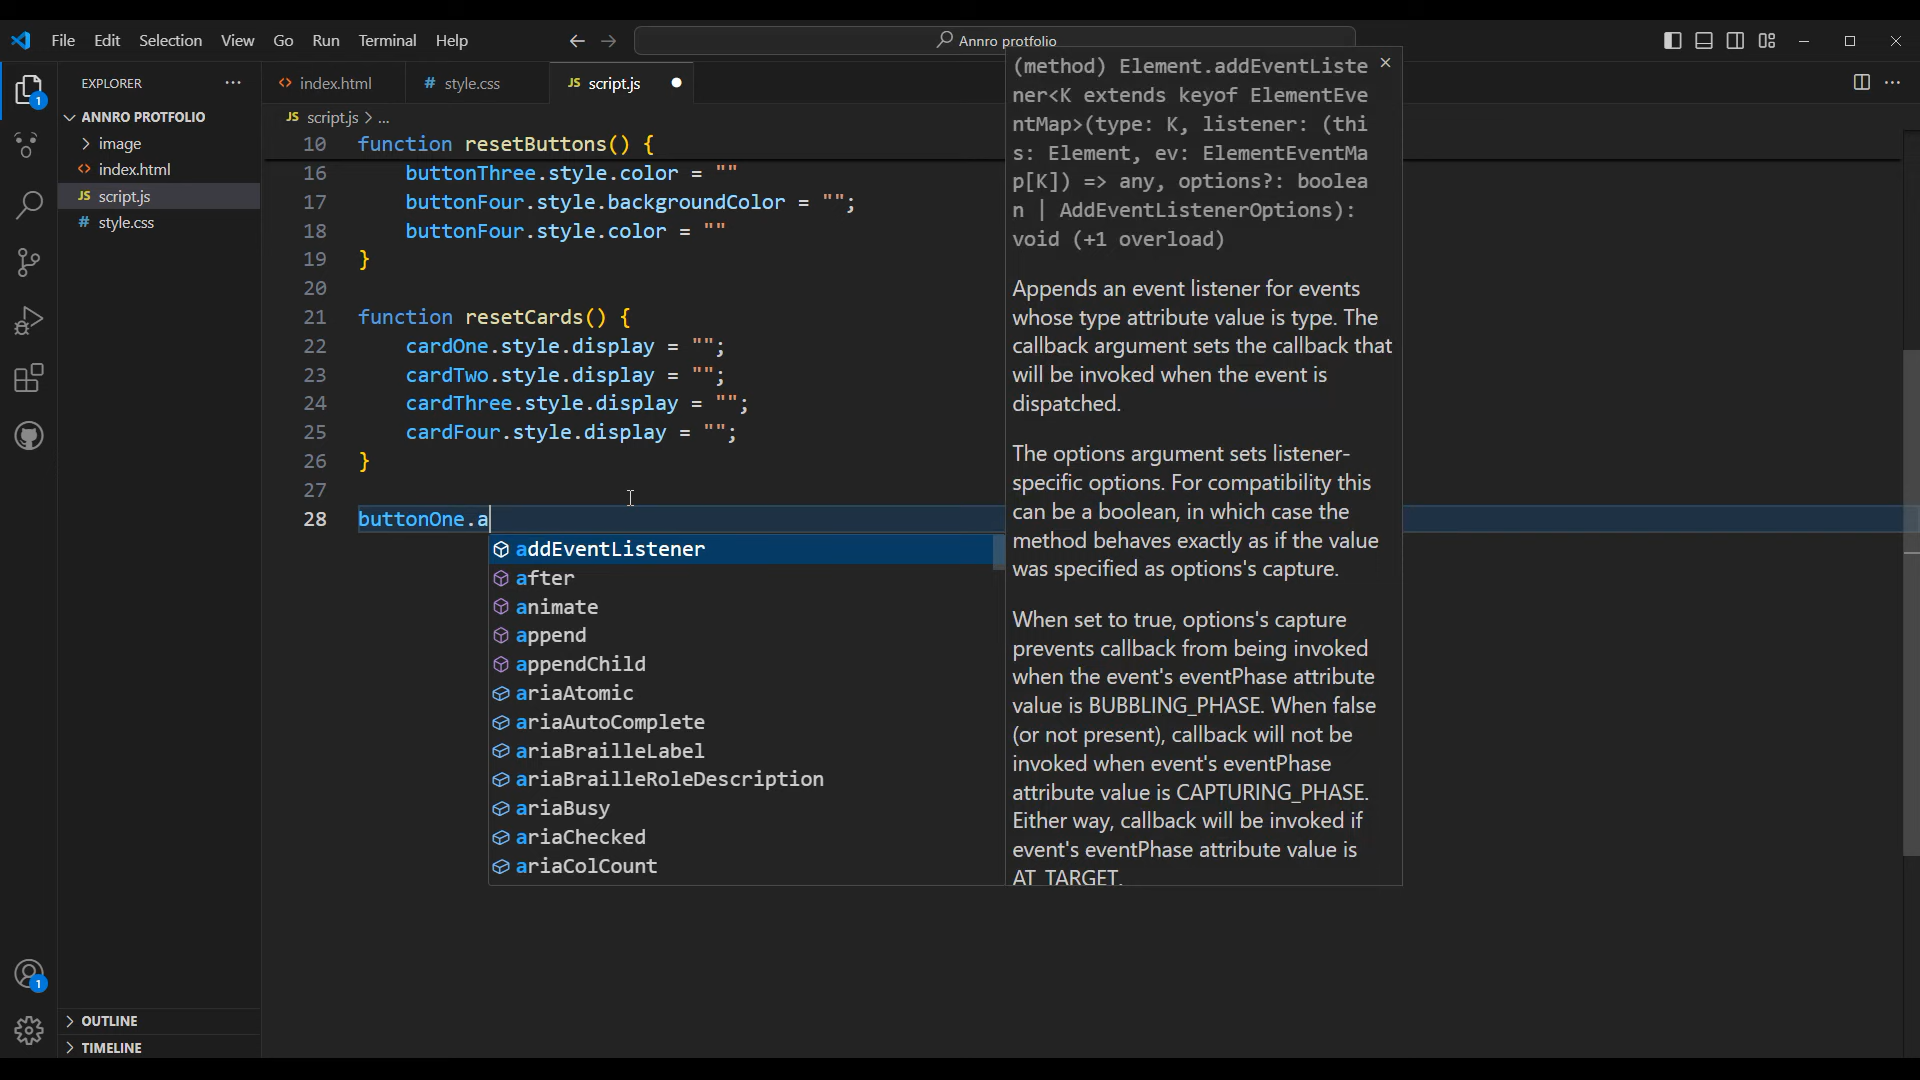 File Edit Selection View Go Run Terminal Help
Annro protfolio
EXPLORER
ANNRO PROTFOLIO
image
index.html
JS script.js
# style.css
OUTLINE
TIMELINE
1
1
<> index.html
# style.css
JS script.js
JS script.js > ...
10 function resetButtons() {
16 buttonThree.style.color = ""
17 buttonFour.style.backgroundColor = "";
18 buttonFour.style.color = ""
19 }
20
21 function resetCards() {
22 cardOne.style.display = "";
23 cardTwo.style.display = "";
24 cardThree.style.display = "";
25 cardFour.style.display = "";
26 }
27
28 buttonOne.a
addEventListener
after
animate
append
appendChild
ariaAtomic
ariaAutoComplete
ariaBrailleLabel
ariaBrailleRoleDescription
ariaBusy
ariaChecked
ariaColCount
(method) Element.addEventListe
ner<K extends keyof ElementEve
ntMap>(type: K, listener: (thi
s: Element, ev: ElementEventMa
p[K]) => any, options?: boolea
n | AddEventListenerOptions):
void (+1 overload)
Appends an event listener for events
whose type attribute value is type. The
callback argument sets the callback that
will be invoked when the event is
dispatched.
The options argument sets listener-
specific options. For compatibility this
can be a boolean, in which case the
method behaves exactly as if the value
was specified as options's capture.
When set to true, options's capture
prevents callback from being invoked
when the event's eventPhase attribute
value is BUBBLING_PHASE. When false
(or not present), callback will not be
invoked when event's eventPhase
attribute value is CAPTURING_PHASE.
Either way, callback will be invoked if
event's eventPhase attribute value is
AT_TARGET.